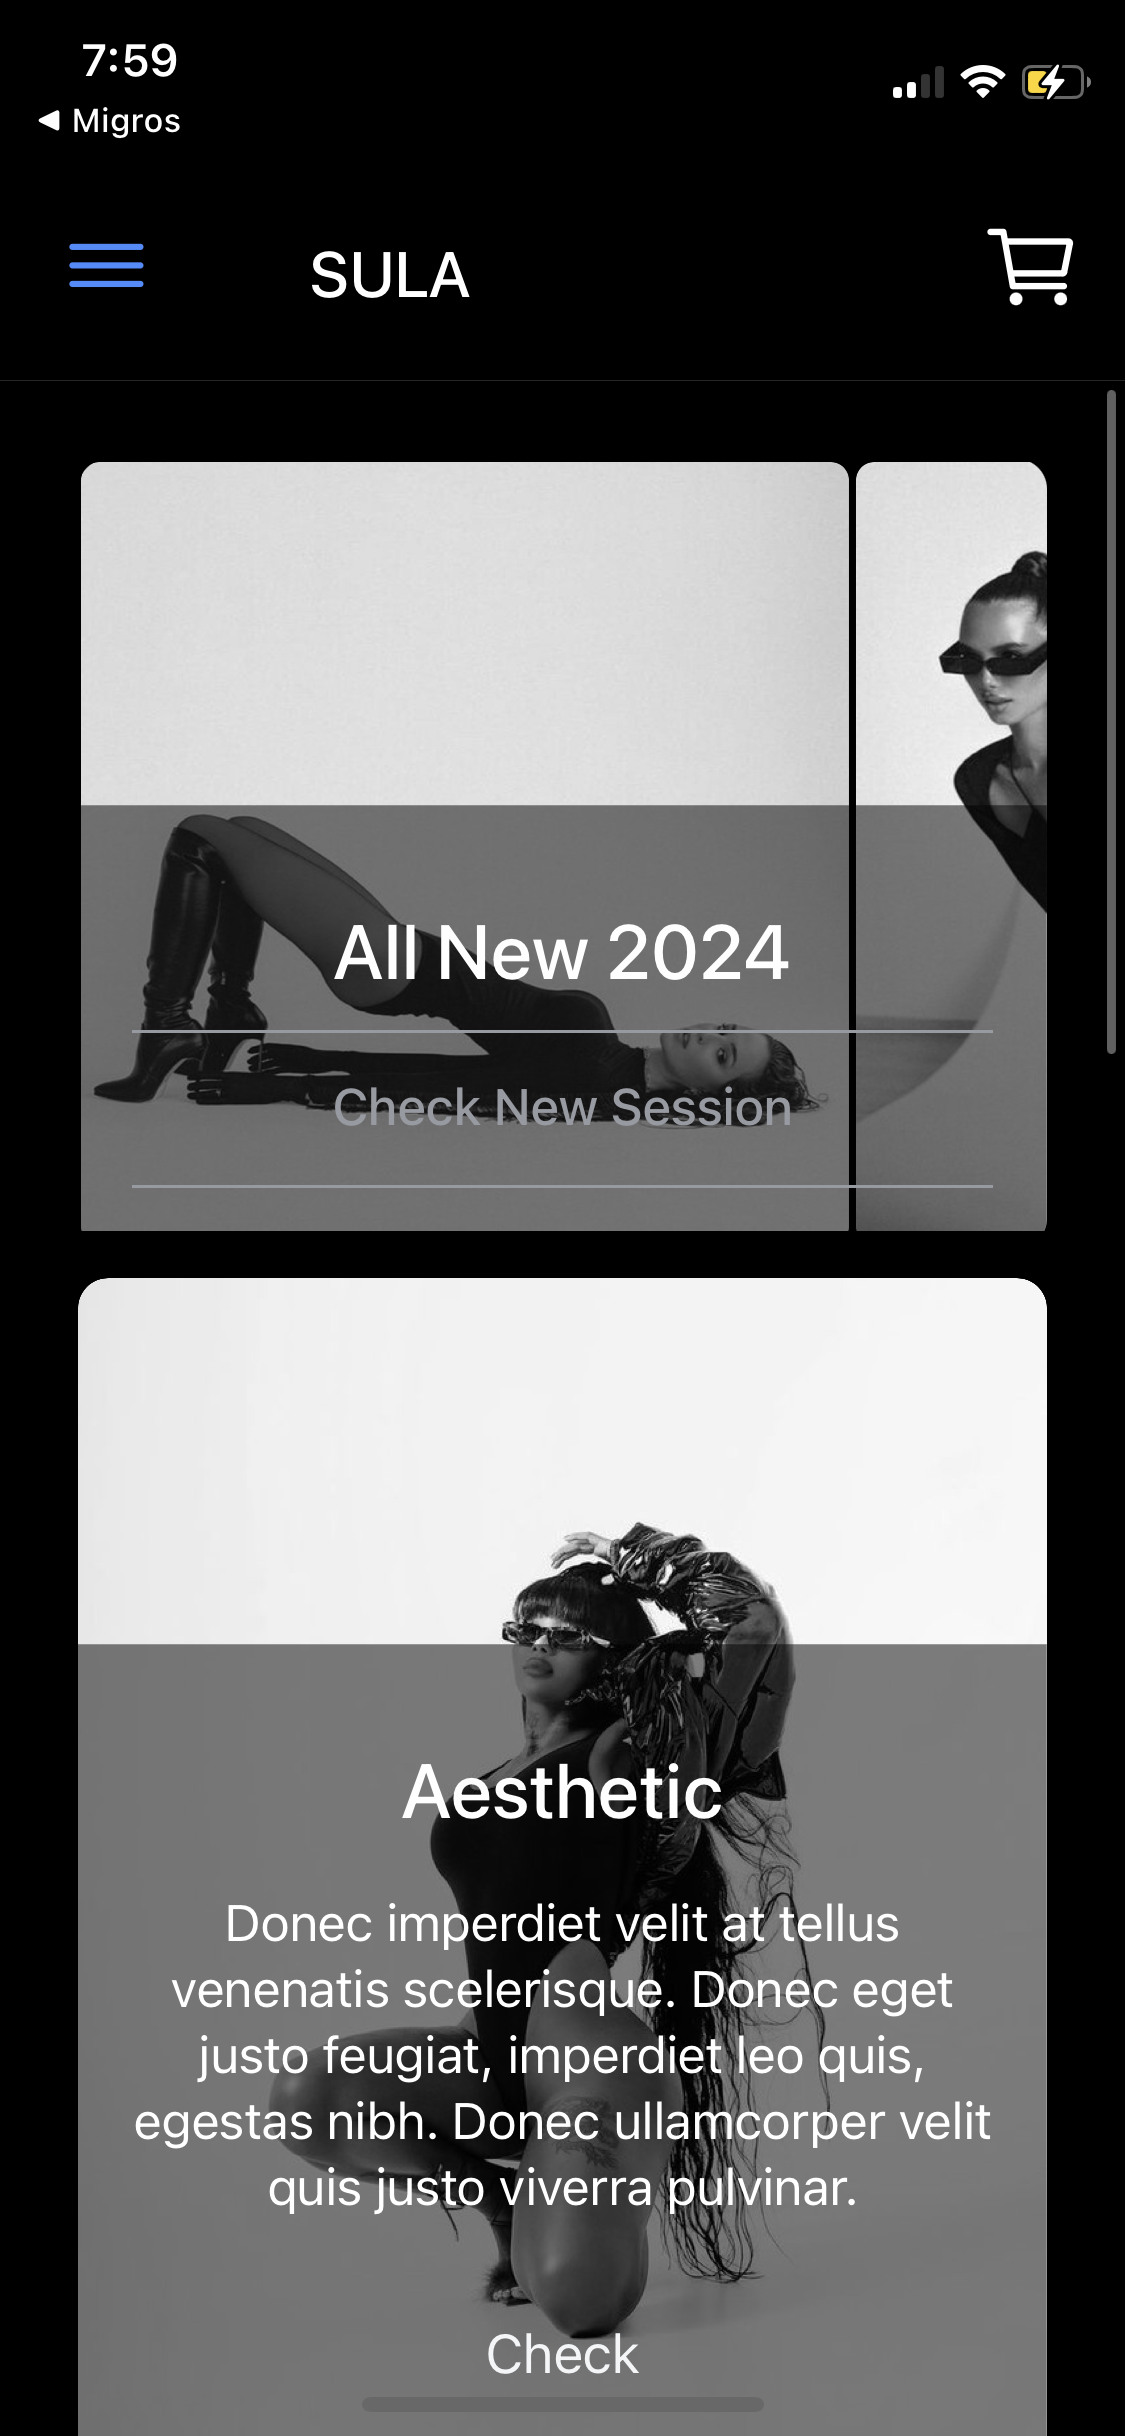 7:59
◀ Migros
SULA
All New 2024
Check New Session
Aesthetic
Donec imperdiet velit at tellus
venenatis scelerisque. Donec eget
justo feugiat, imperdiet leo quis,
egestas nibh. Donec ullamcorper velit
quis justo viverra pulvinar.
Check